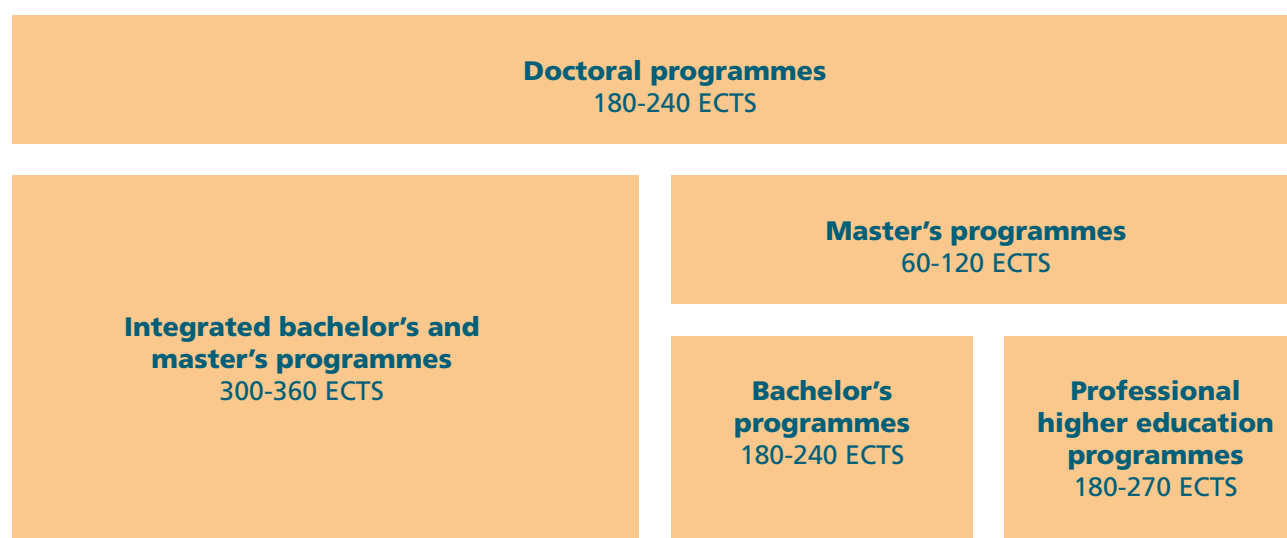 Doctoral programmes
180-240 ECTS
Integrated bachelor’s and
master’s programmes
300-360 ECTS
Master’s programmes
60-120 ECTS
Bachelor’s
programmes
180-240 ECTS
Professional
higher education
programmes
180-270 ECTS